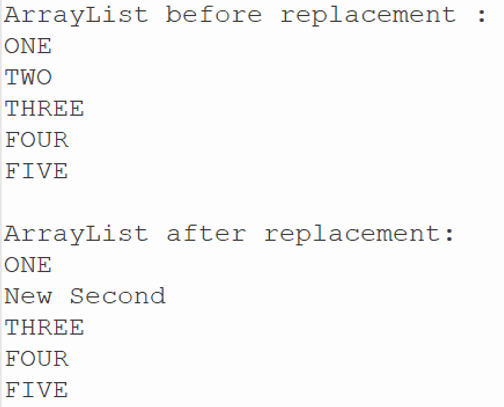 ArrayList before replacement :
ONE
TWO
THREE
FOUR
FIVE

ArrayList after replacement:
ONE
New Second
THREE
FOUR
FIVE